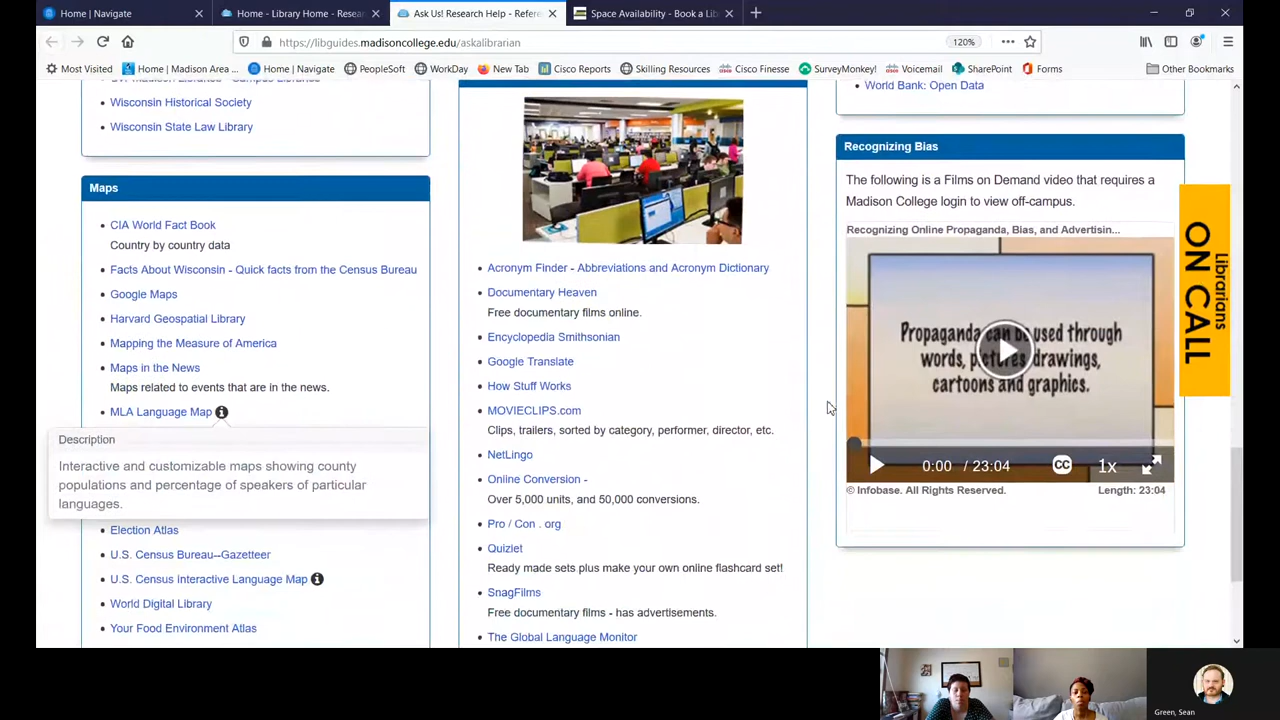 Home | Navigate
Home - Library Home - Resear
Ask Us! Research Help - Refere
Space Availability - Book a Lib
https://libguides.madisoncollege.edu/askalibrarian
120%
Most Visited
Home | Madison Area ...
Home | Navigate
PeopleSoft
WorkDay
New Tab
Cisco Reports
Skilling Resources
Cisco Finesse
SurveyMonkey!
Voicemail
SharePoint
Forms
Other Bookmarks
Wisconsin Historical Society
Wisconsin State Law Library
Maps
CIA World Fact Book
Country by country data
Facts About Wisconsin - Quick facts from the Census Bureau
Google Maps
Harvard Geospatial Library
Mapping the Measure of America
Maps in the News
Maps related to events that are in the news.
MLA Language Map
Description
Interactive and customizable maps showing county
populations and percentage of speakers of particular
languages.
Election Atlas
U.S. Census Bureau--Gazetteer
U.S. Census interactive Language Map
World Digital Library
Your Food Environment Atlas
Acronym Finder - Abbreviations and Acronym Dictionary
Documentary Heaven
Free documentary films online.
Encyclopedia Smithsonian
Google Translate
How Stuff Works
MOVIECLIPS.com
Clips, trailers, sorted by category, performer, director, etc.
NetLingo
Online Conversion -
Over 5,000 units, and 50,000 conversions.
Pro / Con . org
Quizlet
Ready made sets plus make your own online flashcard set!
SnagFilms
Free documentary films - has advertisements.
The Global Language Monitor
World Bank: Open Data
Recognizing Bias
The following is a Films on Demand video that requires a
Madison College login to view off-campus.
Recognizing Online Propaganda, Bias, and Advertisin...
Propaganda can be used through
words, pictures, drawings,
cartoons and graphics.
0:00 / 23:04
CC
1x
© Infobase. All Rights Reserved.
Length: 23:04
Librarians
ON CALL
Green, Sean